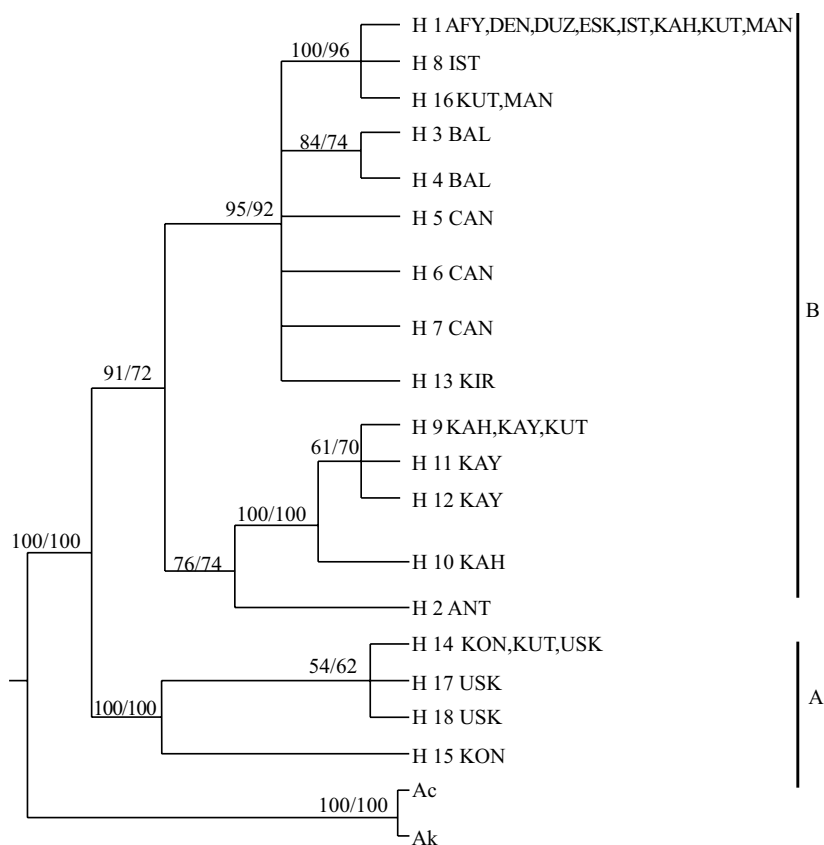 H 1 AFY,DEN,DUZ,ESK,IST,KAH,KUT,MAN
100/96
H 8 IST
H 16 KUT,MAN
H 3 BAL
84/74
H 4 BAL
95/92
H 5 CAN
H 6 CAN
B
H 7 CAN
91/72
H 13 KIR
H 9 KAH,KAY,KUT
61/70
H 11 KAY
H 12 KAY
100/100
100/100
76/74
H 10 KAH
H 2 ANT
H 14 KON,KUT,USK
54/62
H 17 USK
A
100/100
H 18 USK
H 15 KON
Ac
100/100
Ak